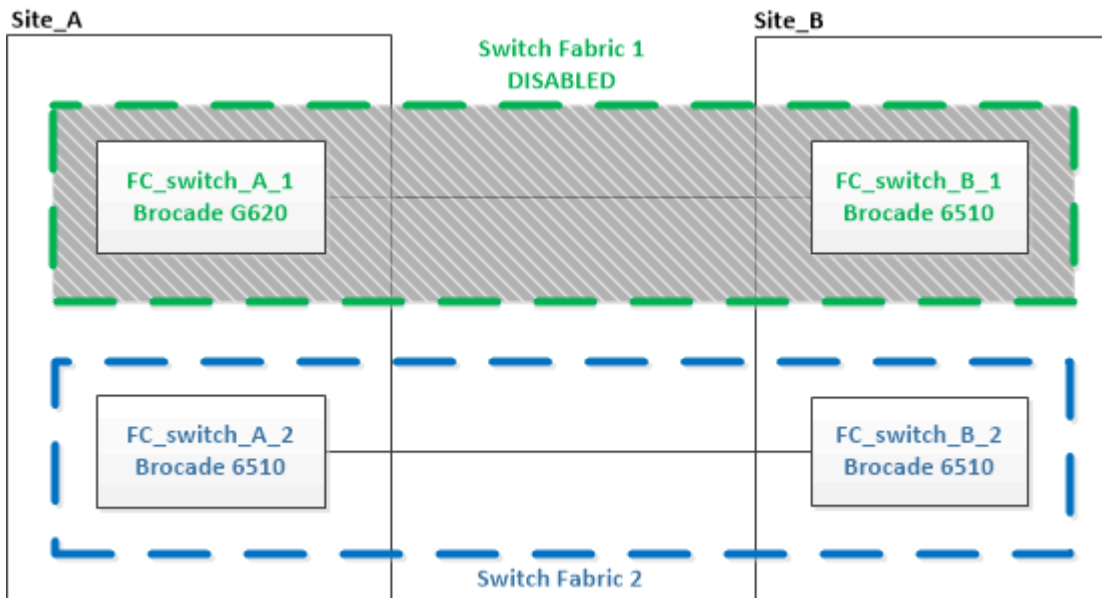 Site_A
Site_B
Switch Fabric 1
DISABLED
FC_switch_A_1
Brocade G620
FC_switch_B_1
Brocade 6510
FC_switch_A_2
Brocade 6510
FC_switch_B_2
Brocade 6510
Switch Fabric 2